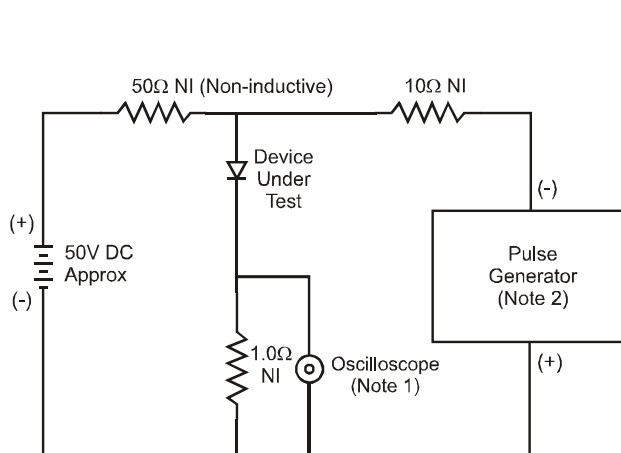 50Ω NI (Non-inductive)
10Ω NI
Device
Under
Test
(-)
(+)
50V DC
Approx
(-)
Pulse
Generator
(Note 2)
1.0Ω
NI
Oscilloscope
(Note 1)
(+)